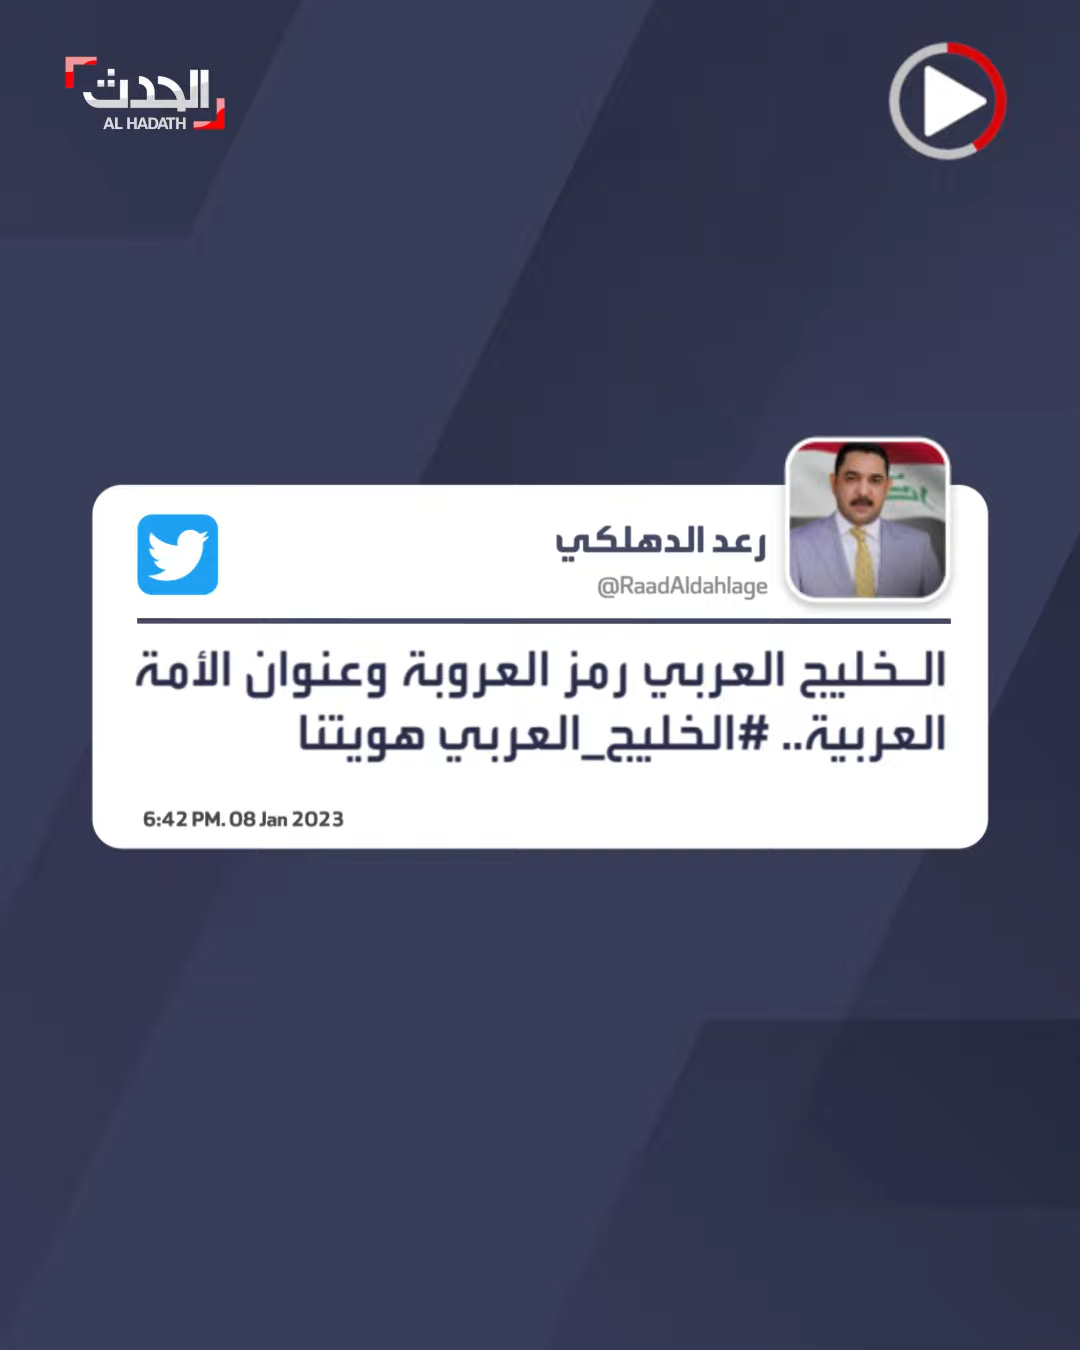 الحدث
AL HADATH
رعد الدهلكي
@RaadAldahlage
الـخليج العربي رمز العروبة وعنوان الأمة
العربية.. #الخليج_العربي هويتنا
6:42 PM. 08 Jan 2023